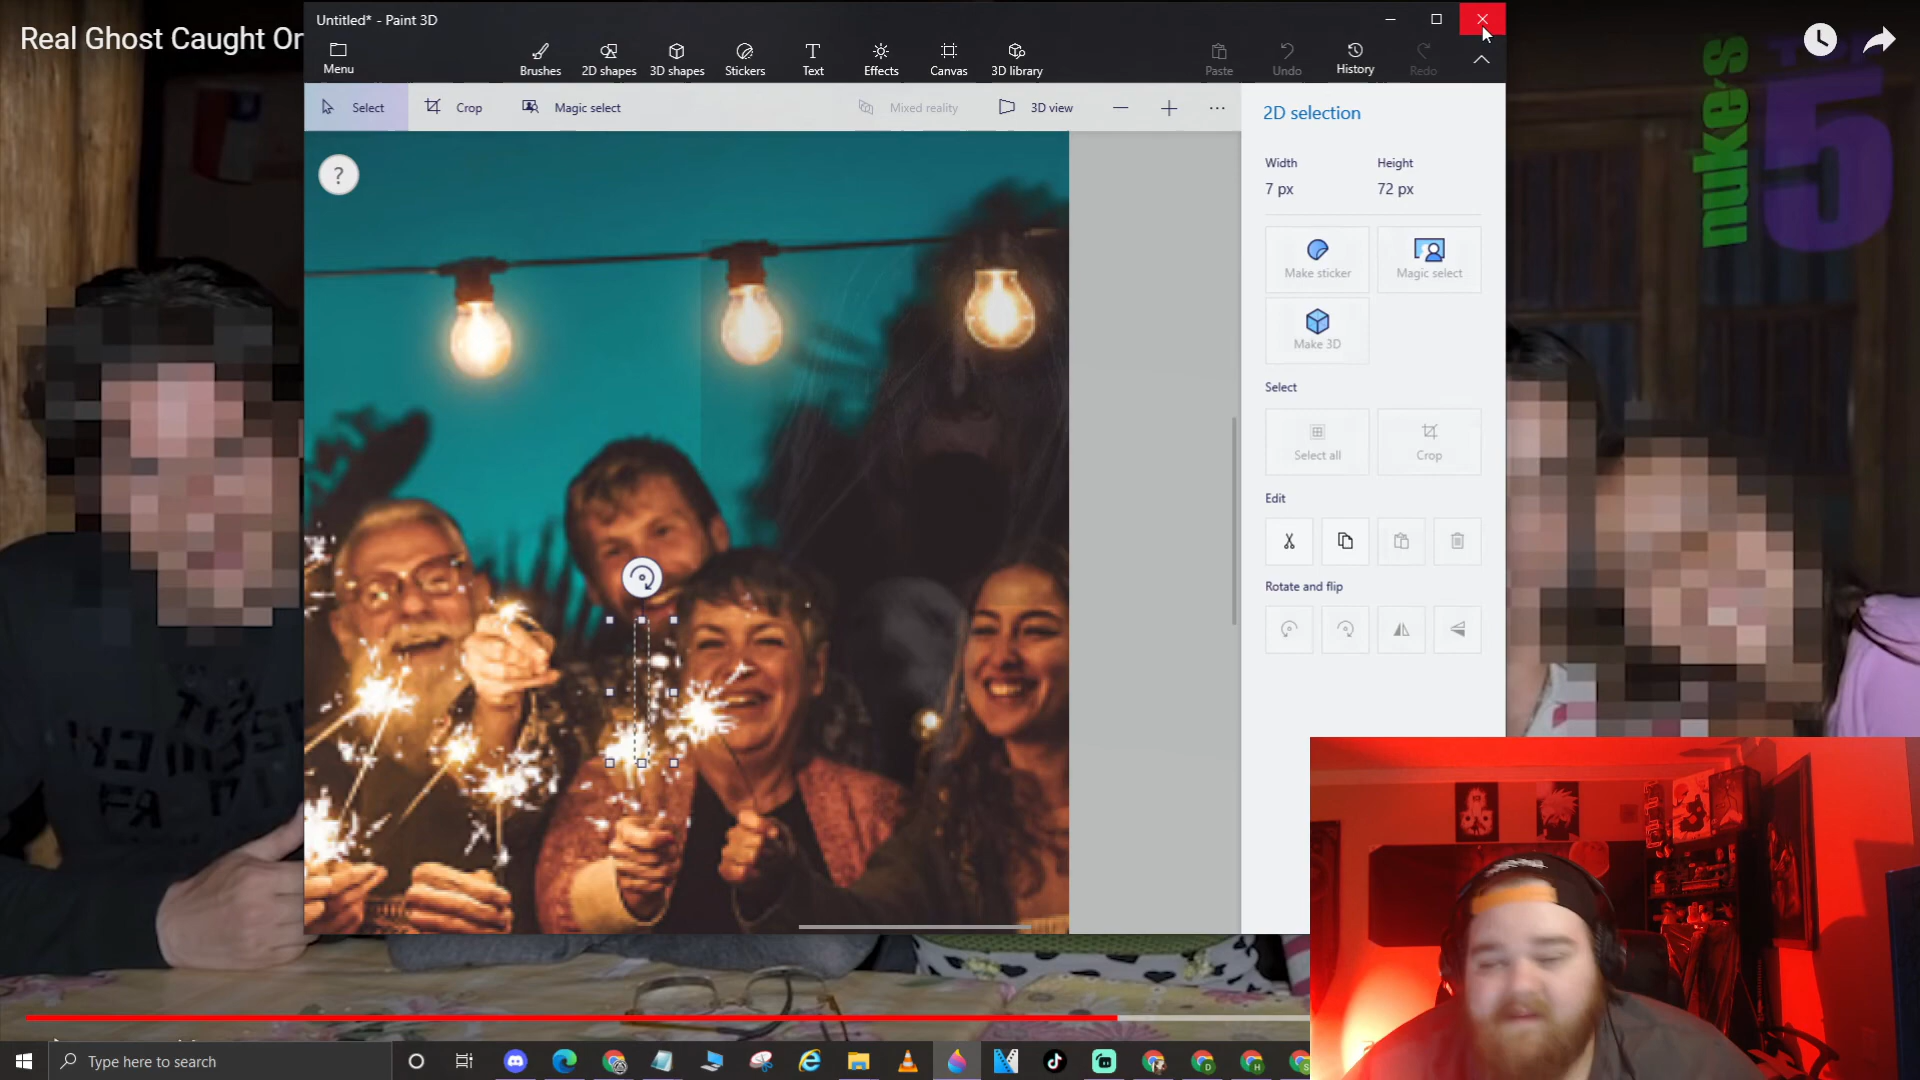 Real Ghost Caught On
Untitled* - Paint 3D
Menu
Brushes
2D shapes
3D shapes
Stickers
Text
Effects
Canvas
3D library
Paste
Undo
History
Redo
Select
Crop
Magic select
Mixed reality
3D view
2D selection
Width
Height
7 px
72 px
Make sticker
Magic select
Make 3D
Select
Select all
Crop
Edit
Rotate and flip
?
nuke's
TOP
5
Type here to search